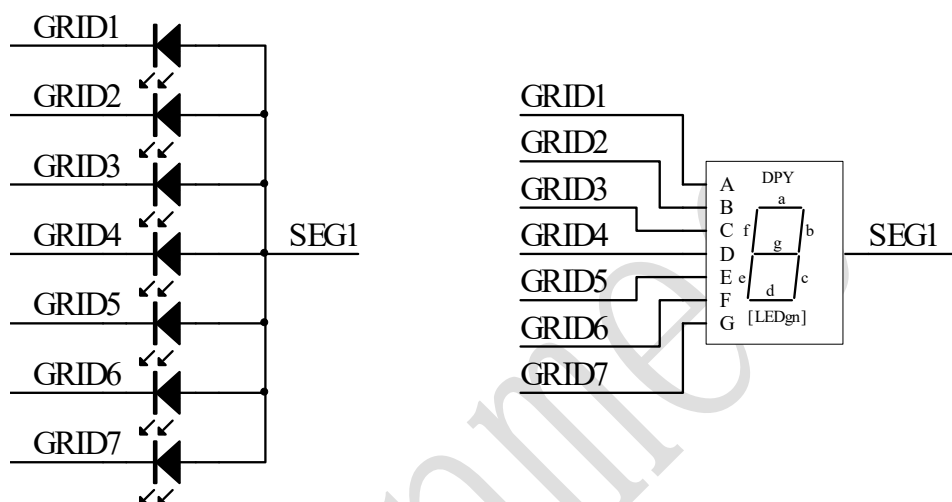 GRID1
GRID2
GRID3
GRID4
GRID5
GRID6
GRID7
SEG1
GRID1
GRID2
GRID3
GRID4
GRID5
GRID6
GRID7
A
B
C
D
E
F
G
DPY
a
f
b
g
e
c
d
[LEDgn]
SEG1